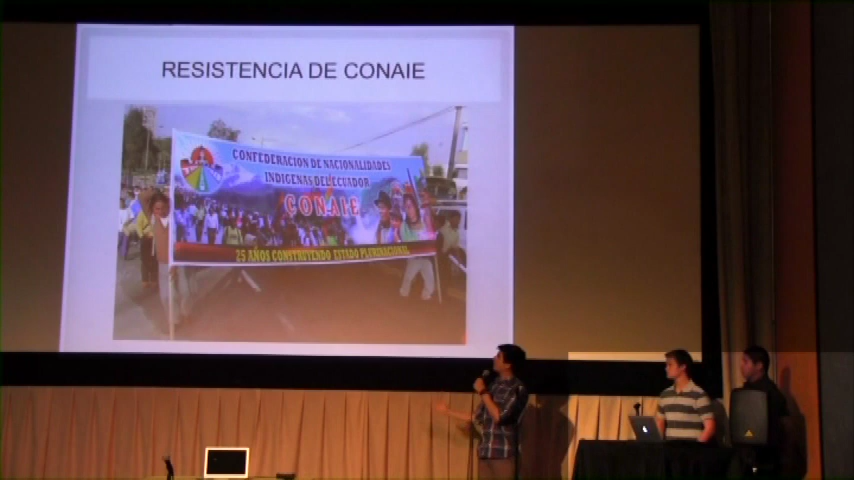 RESISTENCIA DE CONAIE
CONFEDERACION DE NACIONALIDADES
INDIGENAS DEL ECUADOR
CONAIE
25 AÑOS CONSTRUYENDO ESTADO PLURINACIONAL